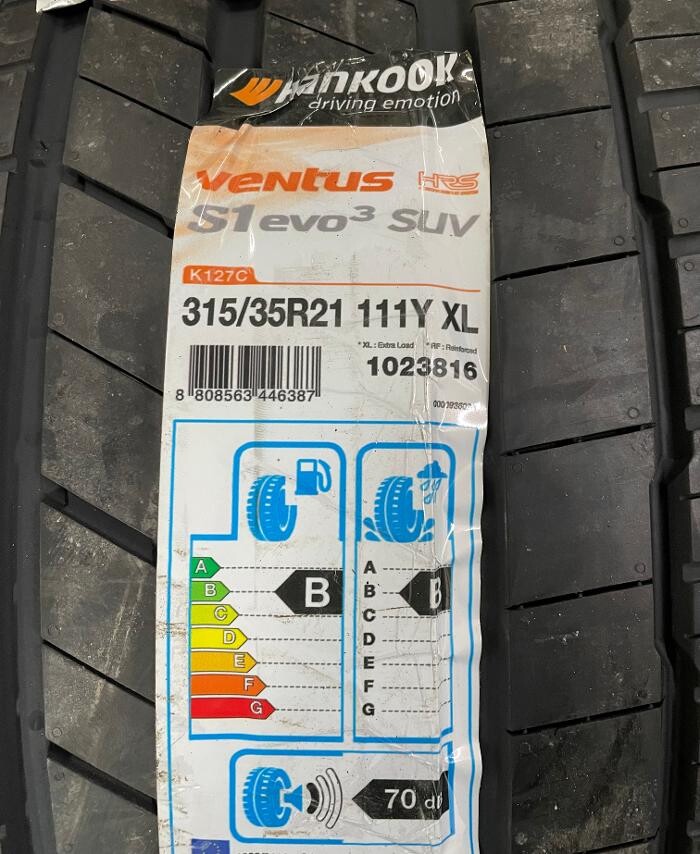 HANKOOK
driving emotion
Ventus HRS
S1 evo³ SUV
K127C
315/35R21 111Y XL
* XL : Extra Load * RF : Reinforced
1023816
8 808563 446387
A
B
C
D
E
F
G
B
A
B
C
D
E
F
G
B
70